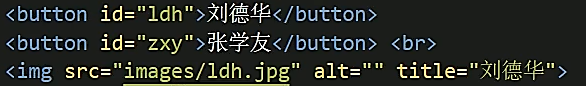 <button id="ldh">刘德华</button>
<button id="zxy">张学友</button> <br>
<img src="images/ldh.jpg" alt="" title="刘德华">